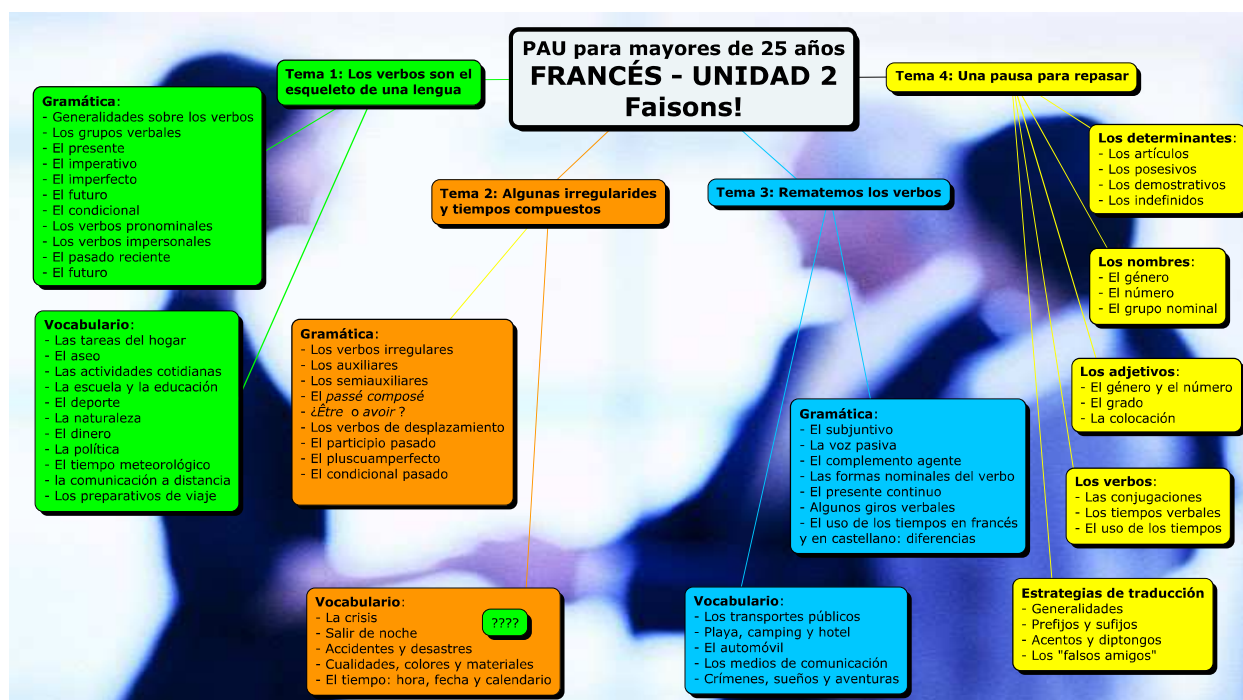 PAU para mayores de 25 años
FRANCÉS - UNIDAD 2
Faisons!
Tema 1: Los verbos son el
esqueleto de una lengua
Gramática:
- Generalidades sobre los verbos
- Los grupos verbales
- El presente
- El imperativo
- El imperfecto
- El futuro
- El condicional
- Los verbos pronominales
- Los verbos impersonales
- El pasado reciente
- El futuro
Vocabulario:
- Las tareas del hogar
- El aseo
- Las actividades cotidianas
- La escuela y la educación
- El deporte
- La naturaleza
- El dinero
- La política
- El tiempo meteorológico
- la comunicación a distancia
- Los preparativos de viaje
Tema 2: Algunas irregularides
y tiempos compuestos
Gramática:
- Los verbos irregulares
- Los auxiliares
- Los semiauxiliares
- El passé composé
- ¿Être o avoir ?
- Los verbos de desplazamiento
- El participio pasado
- El pluscuamperfecto
- El condicional pasado
Vocabulario:
- La crisis
- Salir de noche
- Accidentes y desastres
- Cualidades, colores y materiales
- El tiempo: hora, fecha y calendario
????
Tema 3: Rematemos los verbos
Gramática:
- El subjuntivo
- La voz pasiva
- El complemento agente
- Las formas nominales del verbo
- El presente continuo
- Algunos giros verbales
- El uso de los tiempos en francés
y en castellano: diferencias
Vocabulario:
- Los transportes públicos
- Playa, camping y hotel
- El automóvil
- Los medios de comunicación
- Crímenes, sueños y aventuras
Tema 4: Una pausa para repasar
Los determinantes:
- Los artículos
- Los posesivos
- Los demostrativos
- Los indefinidos
Los nombres:
- El género
- El número
- El grupo nominal
Los adjetivos:
- El género y el número
- El grado
- La colocación
Los verbos:
- Las conjugaciones
- Los tiempos verbales
- El uso de los tiempos
Estrategias de traducción
- Generalidades
- Prefijos y sufijos
- Acentos y diptongos
- Los "falsos amigos"